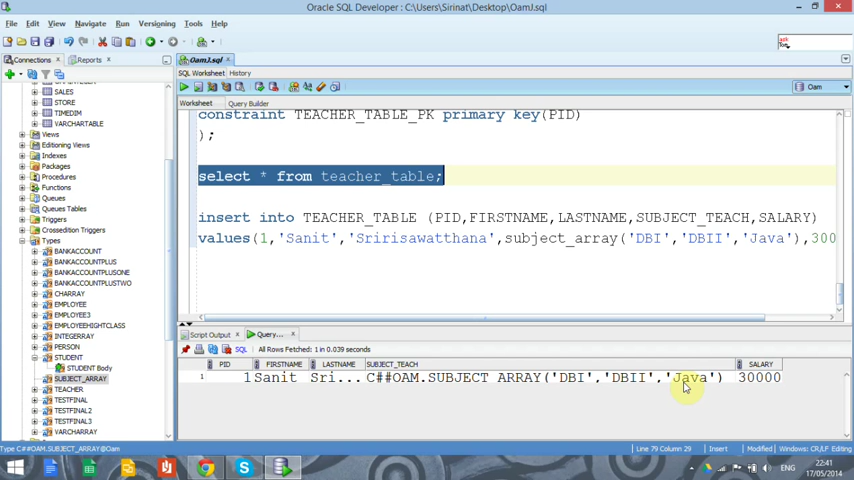 Oracle SQL Developer : C:\Users\Sirinat\Desktop\OamJ.sql
File Edit View Navigate Run Versioning Tools Help
Connections Reports OamJ.sql
SQL Worksheet History
Oam
Worksheet Query Builder
SALES
STORE
TIMEDIM
VARCHARTABLE
Views
Editioning Views
Indexes
Packages
Procedures
Functions
Queues
Queues Tables
Triggers
Crossedition Triggers
Types
BANKACCOUNT
BANKACCOUNTPLUS
BANKACCOUNTPLUSONE
BANKACCOUNTPLUSTWO
CHARRAY
EMPLOYEE
EMPLOYEE3
EMPLOYEEHIGHTCLASS
INTEGERRAY
PERSON
STUDENT
STUDENT Body
SUBJECT_ARRAY
TEACHER
TESTFINAL
TESTFINAL2
TESTFINAL3
VARCHARRAY
constraint TEACHER_TABLE_PK primary key(PID)
);
select * from teacher_table;
insert into TEACHER_TABLE (PID,FIRSTNAME,LASTNAME,SUBJECT_TEACH,SALARY)
values(1,'Sanit','Sririsawatthana',subject_array('DBI','DBII','Java'),300
Script Output Query...
SQL All Rows Fetched: 1 in 0.039 seconds
PID FIRSTNAME LASTNAME SUBJECT_TEACH SALARY
1 1 Sanit Sri... C##OAM.SUBJECT_ARRAY('DBI','DBII','Java') 30000
Type C##OAM.SUBJECT_ARRAY@Oam Line 79 Column 29 Insert Modified Windows: CR/LF Editing
ENG 22:41
17/05/2014